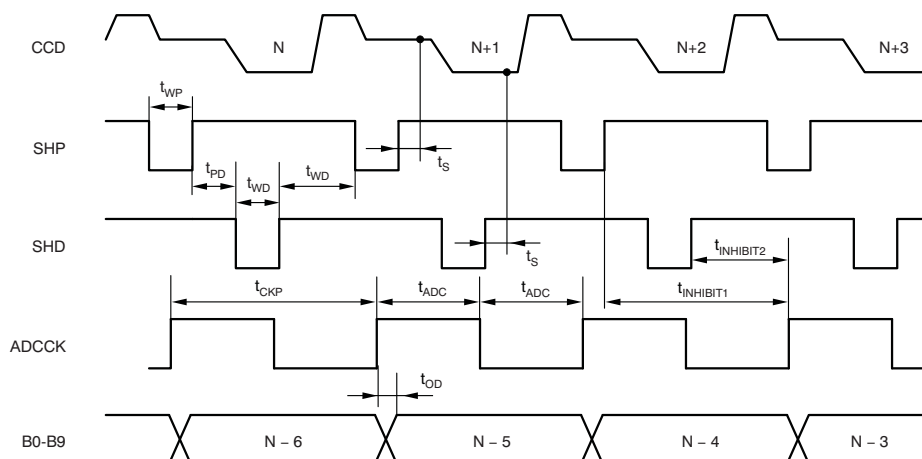 CCD N N+1 N+2 N+3
tWP
SHP
tS
tPD
tWD tWD
SHD
tS
tINHIBIT2
tCKP tADC tADC tINHIBIT1
ADCCK
tOD
B0-B9 N – 6 N – 5 N – 4 N – 3